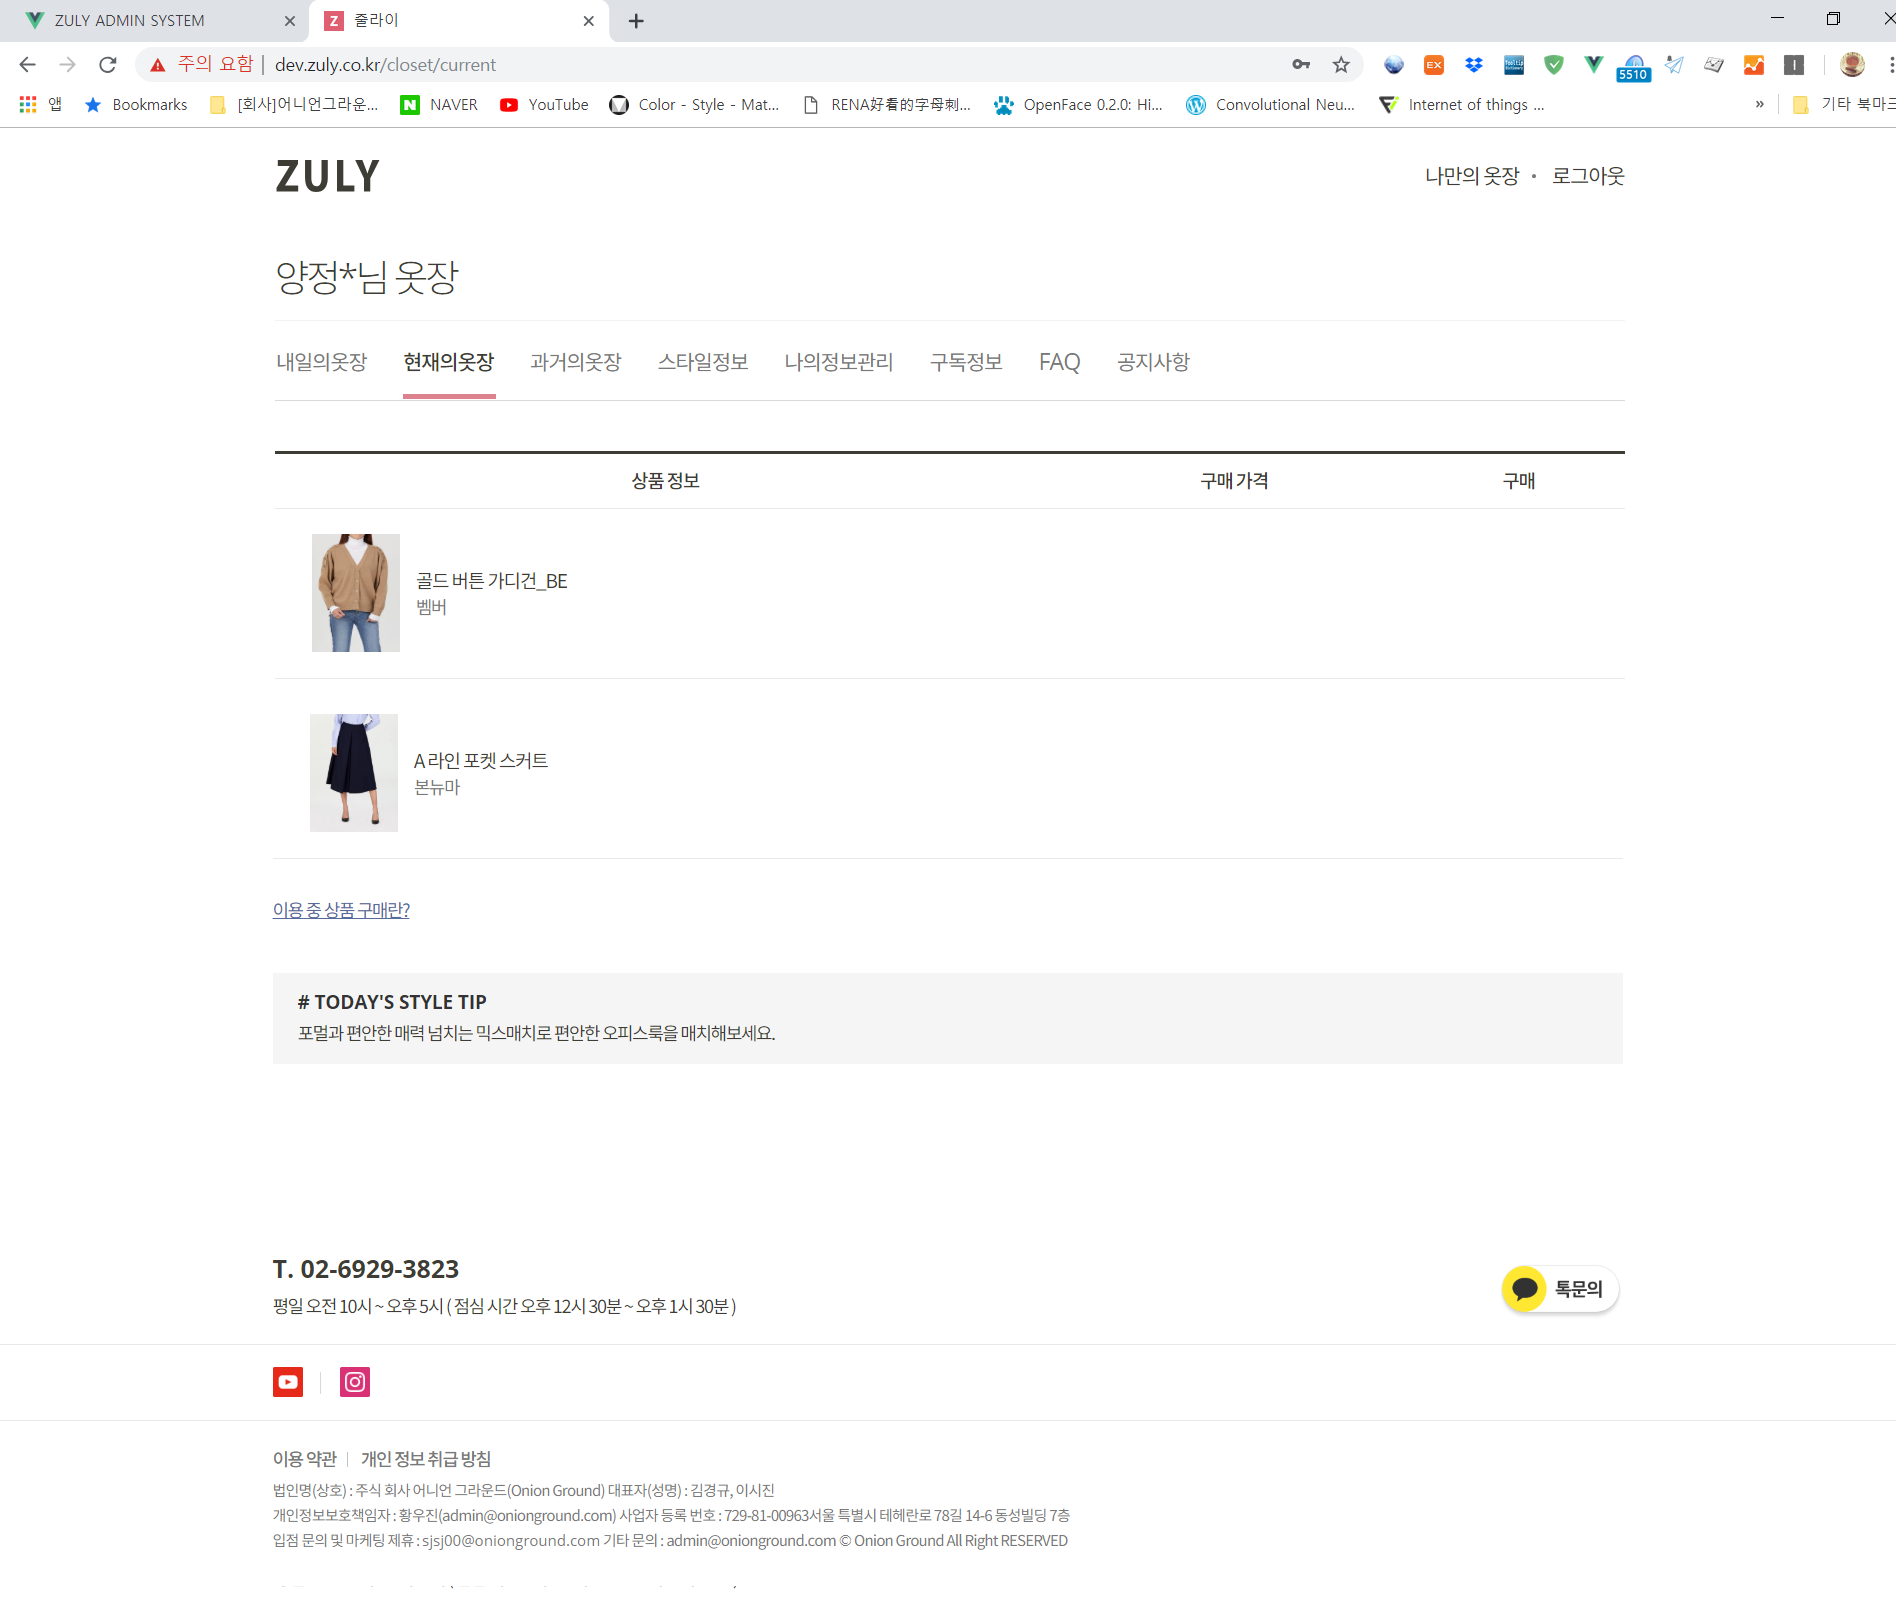 ZULY ADMIN SYSTEM
줄라이
주의 요함 | dev.zuly.co.kr/closet/current
EX
5510
앱
Bookmarks
[회사]어니언그라운...
N NAVER
YouTube
Color - Style - Mat...
RENA好看的字母刺...
OpenFace 0.2.0: Hi...
Convolutional Neu...
Internet of things ...
»
기타 북마크
ZULY
나만의 옷장 • 로그아웃
양정*님 옷장
내일의옷장 현재의옷장 과거의옷장 스타일정보 나의정보관리 구독정보 FAQ 공지사항
상품 정보 구매 가격 구매
골드 버튼 가디건_BE
벰버
A 라인 포켓 스커트
본뉴마
이용 중 상품 구매란?
# TODAY'S STYLE TIP
포멀과 편안한 매력 넘치는 믹스매치로 편안한 오피스룩을 매치해보세요.
T. 02-6929-3823
평일 오전 10시 ~ 오후 5시 ( 점심 시간 오후 12시 30분 ~ 오후 1시 30분 )
톡문의
이용 약관 | 개인 정보 취급 방침
법인명(상호) : 주식 회사 어니언 그라운드(Onion Ground) 대표자(성명) : 김경규, 이시진
개인정보보호책임자 : 황우진(admin@onionground.com) 사업자 등록 번호 : 729-81-00963서울 특별시 테헤란로 78길 14-6 동성빌딩 7층
입점 문의 및 마케팅 제휴 : sjsj00@onionground.com 기타 문의 : admin@onionground.com © Onion Ground All Right RESERVED